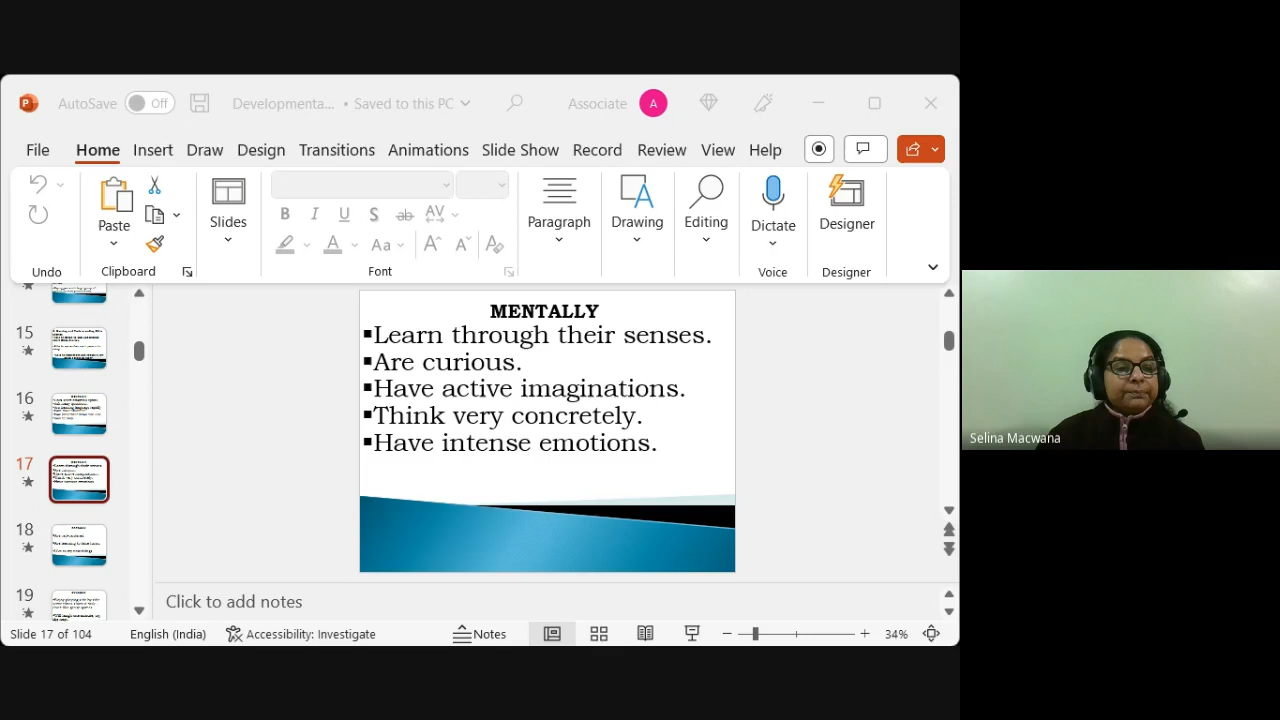 AutoSave Off Developmenta... • Saved to this PC Associate A
File Home Insert Draw Design Transitions Animations Slide Show Record Review View Help
Paste Slides Paragraph Drawing Editing Dictate Designer
B I U S ab AV
A Aa A A A
Undo Clipboard Font Voice Designer
15
16
17
18
19
MENTALLY
▪Learn through their senses.
▪Are curious.
▪Have active imaginations.
▪Think very concretely.
▪Have intense emotions.
Click to add notes
Slide 17 of 104 English (India) Accessibility: Investigate Notes 34%
Selina Macwana